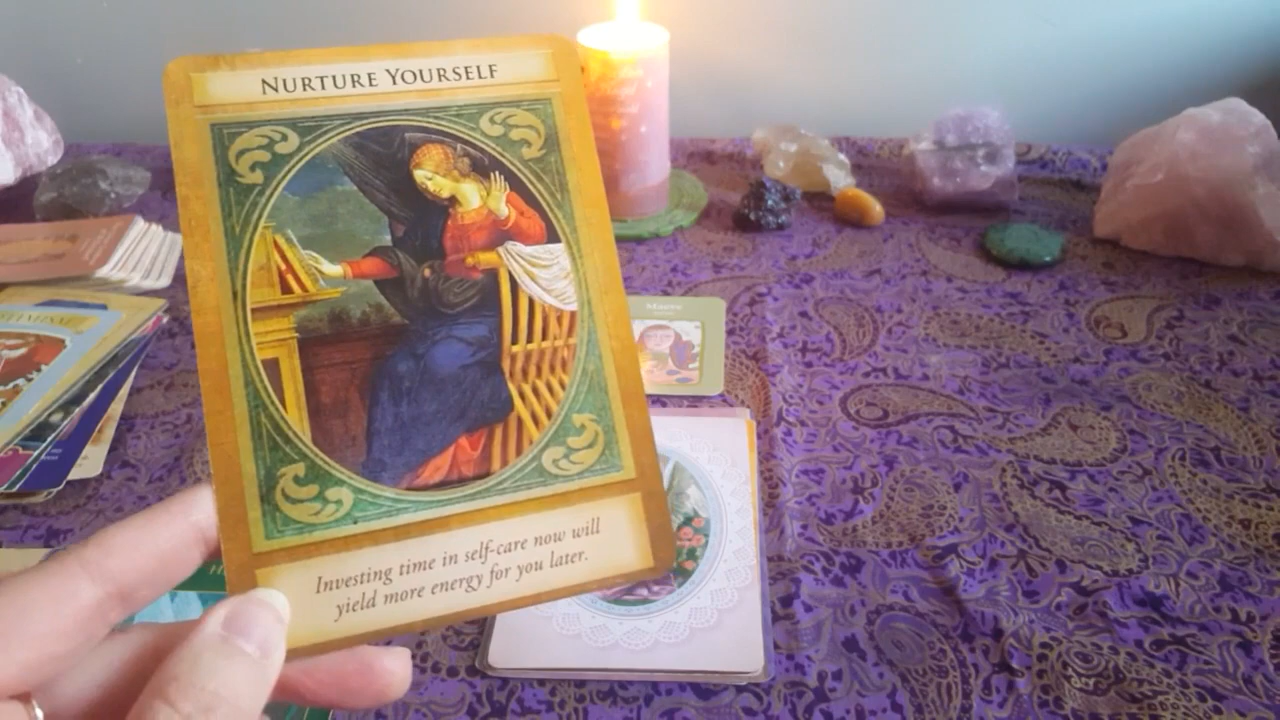 NURTURE YOURSELF
Investing time in self-care now will
yield more energy for you later.